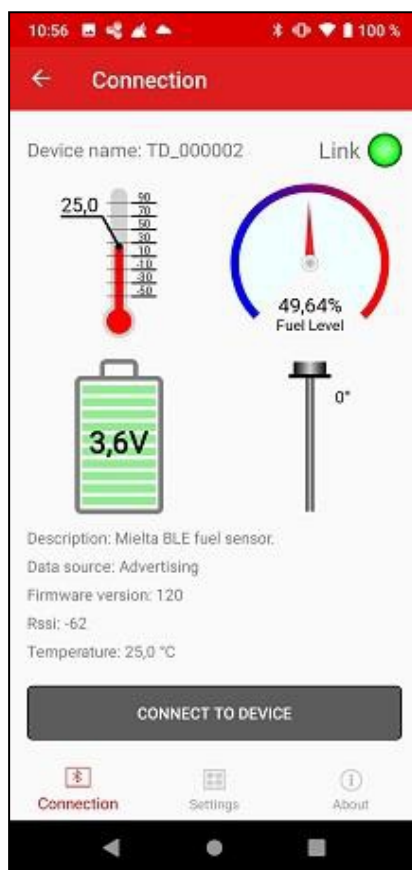 10:56
100 %
Connection
Device name: TD_000002
Link
25,0
90
70
50
30
10
-10
-30
-50
49,64%
Fuel Level
3,6V
0°
Description: Mielta BLE fuel sensor.
Data source: Advertising
Firmware version: 120
Rssi: -62
Temperature: 25,0 °C
CONNECT TO DEVICE
Connection
Settings
About